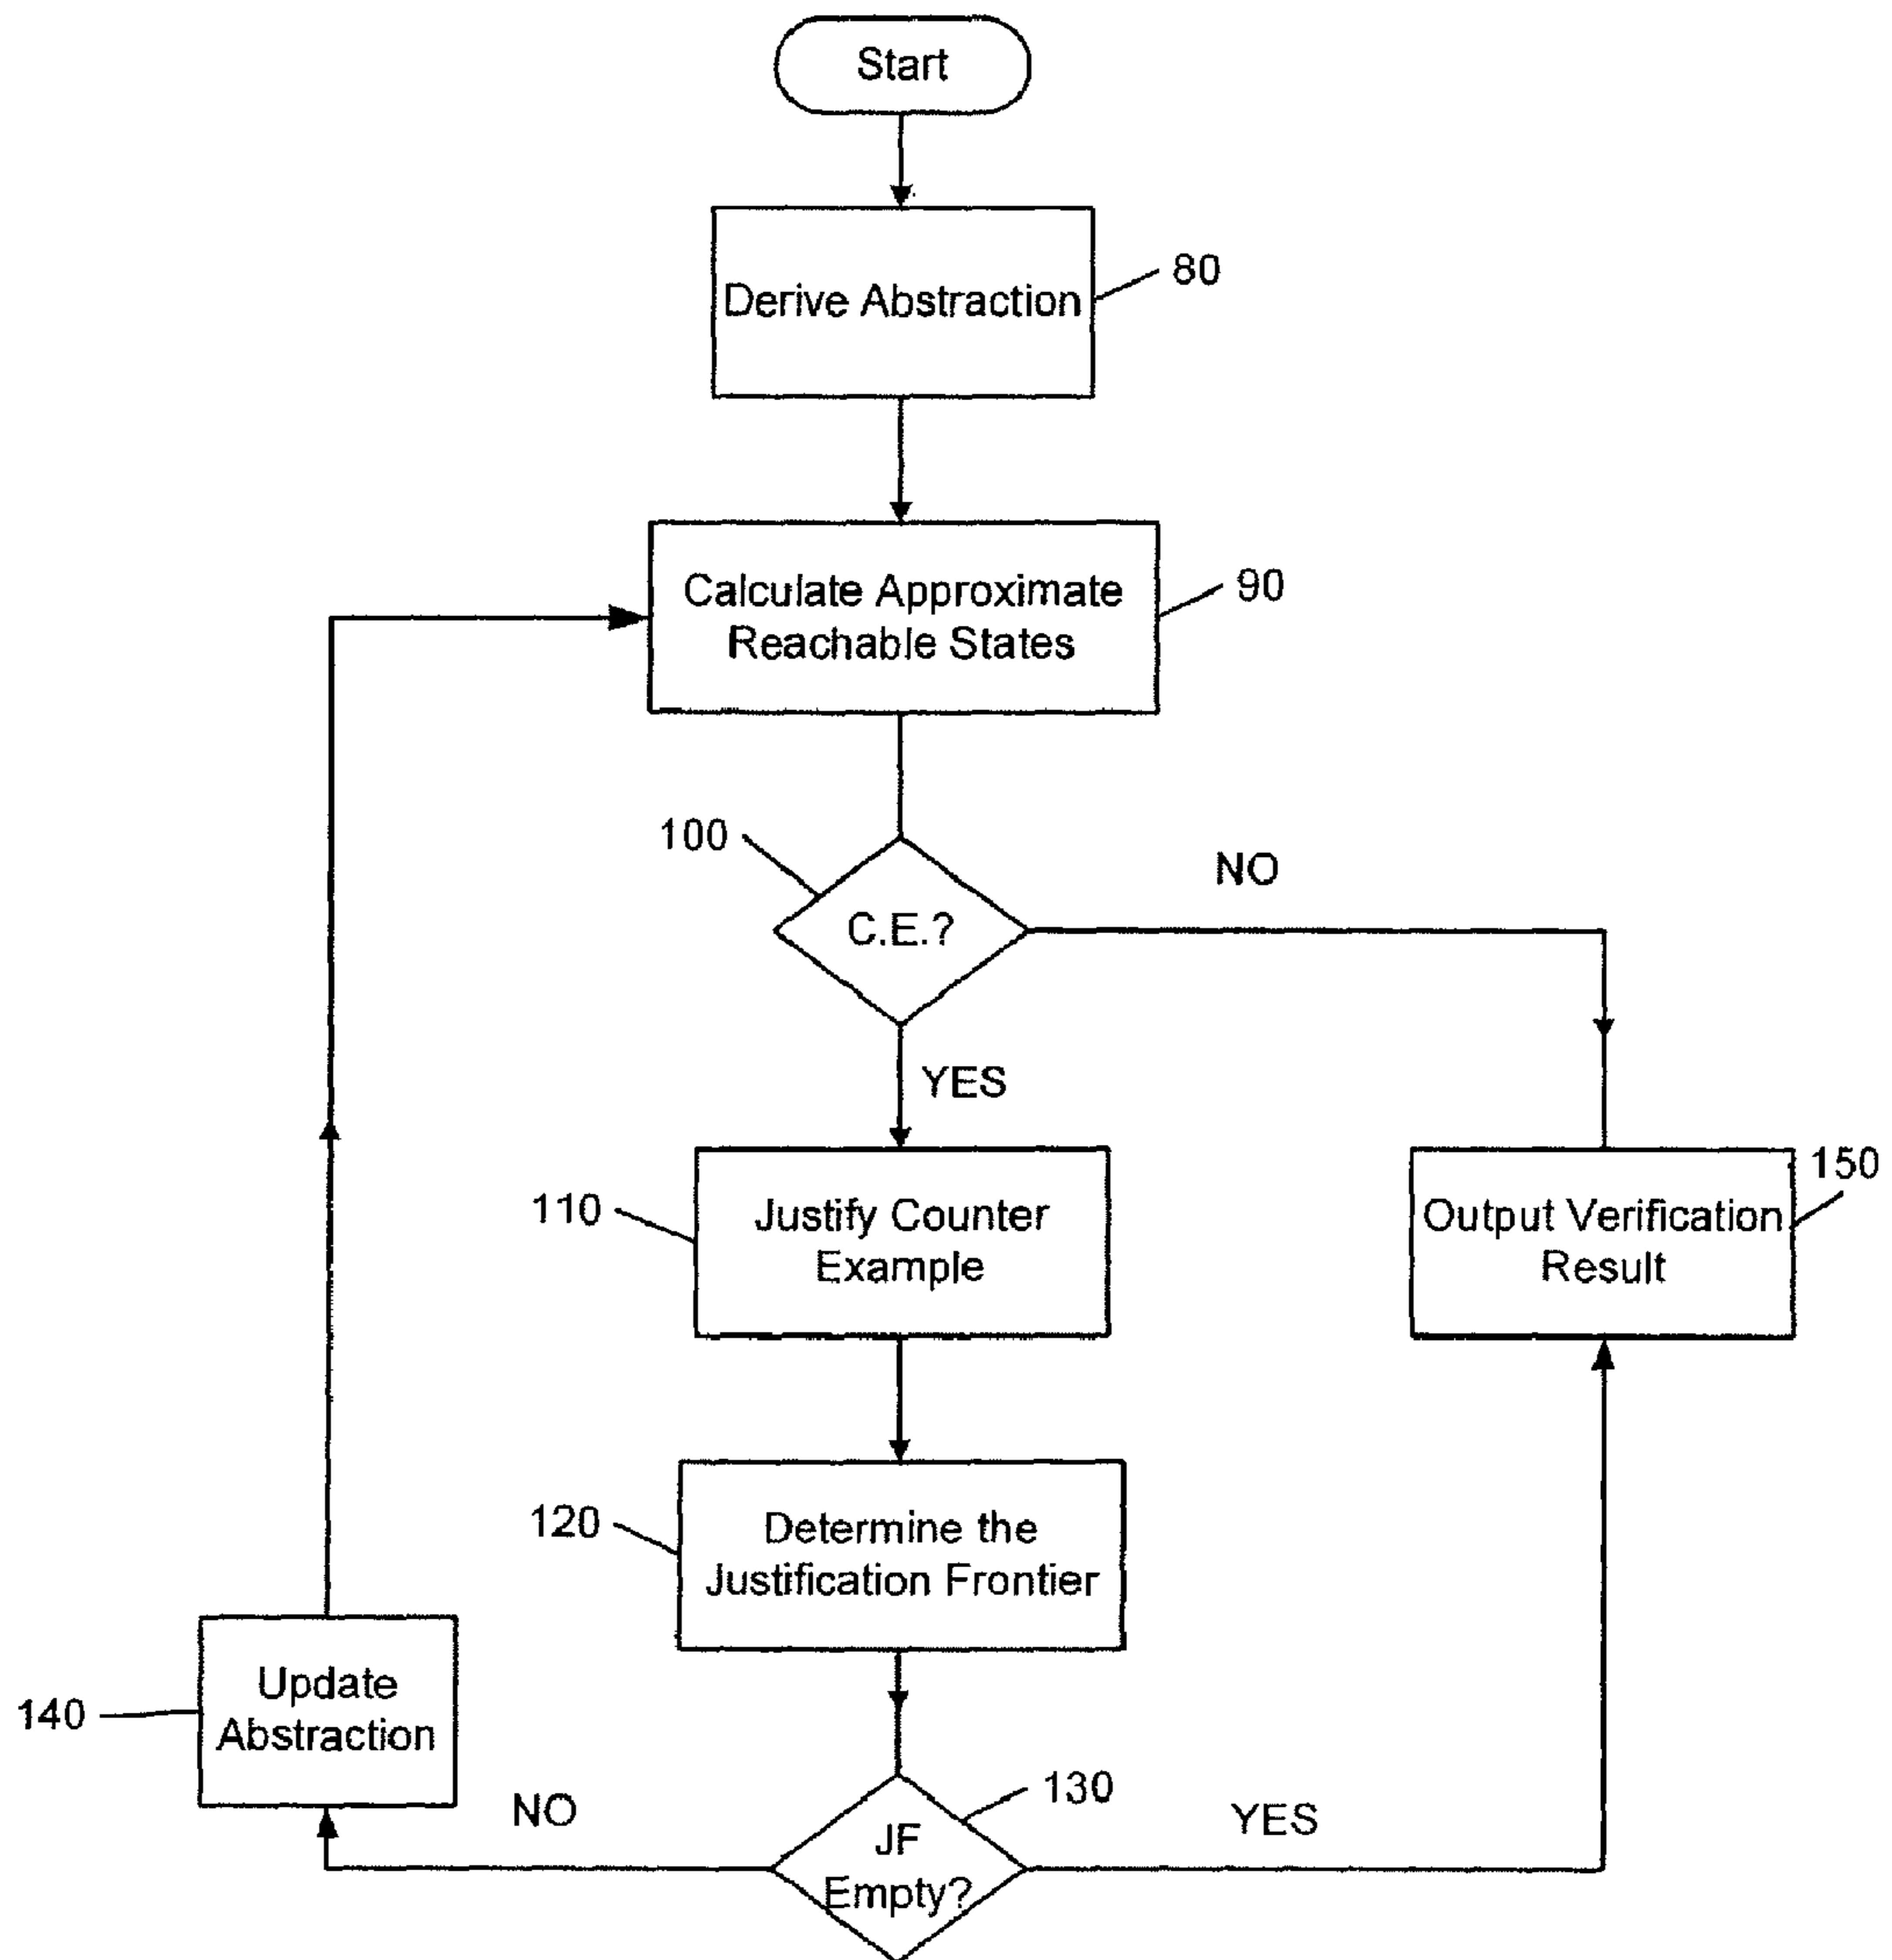 Start
Derive Abstraction
80
Calculate Approximate
Reachable States
90
100
C.E.?
NO
YES
110
Justify Counter
Example
150
Output Verification
Result
120
Determine the
Justification Frontier
140
Update
Abstraction
NO
130
JF
Empty?
YES